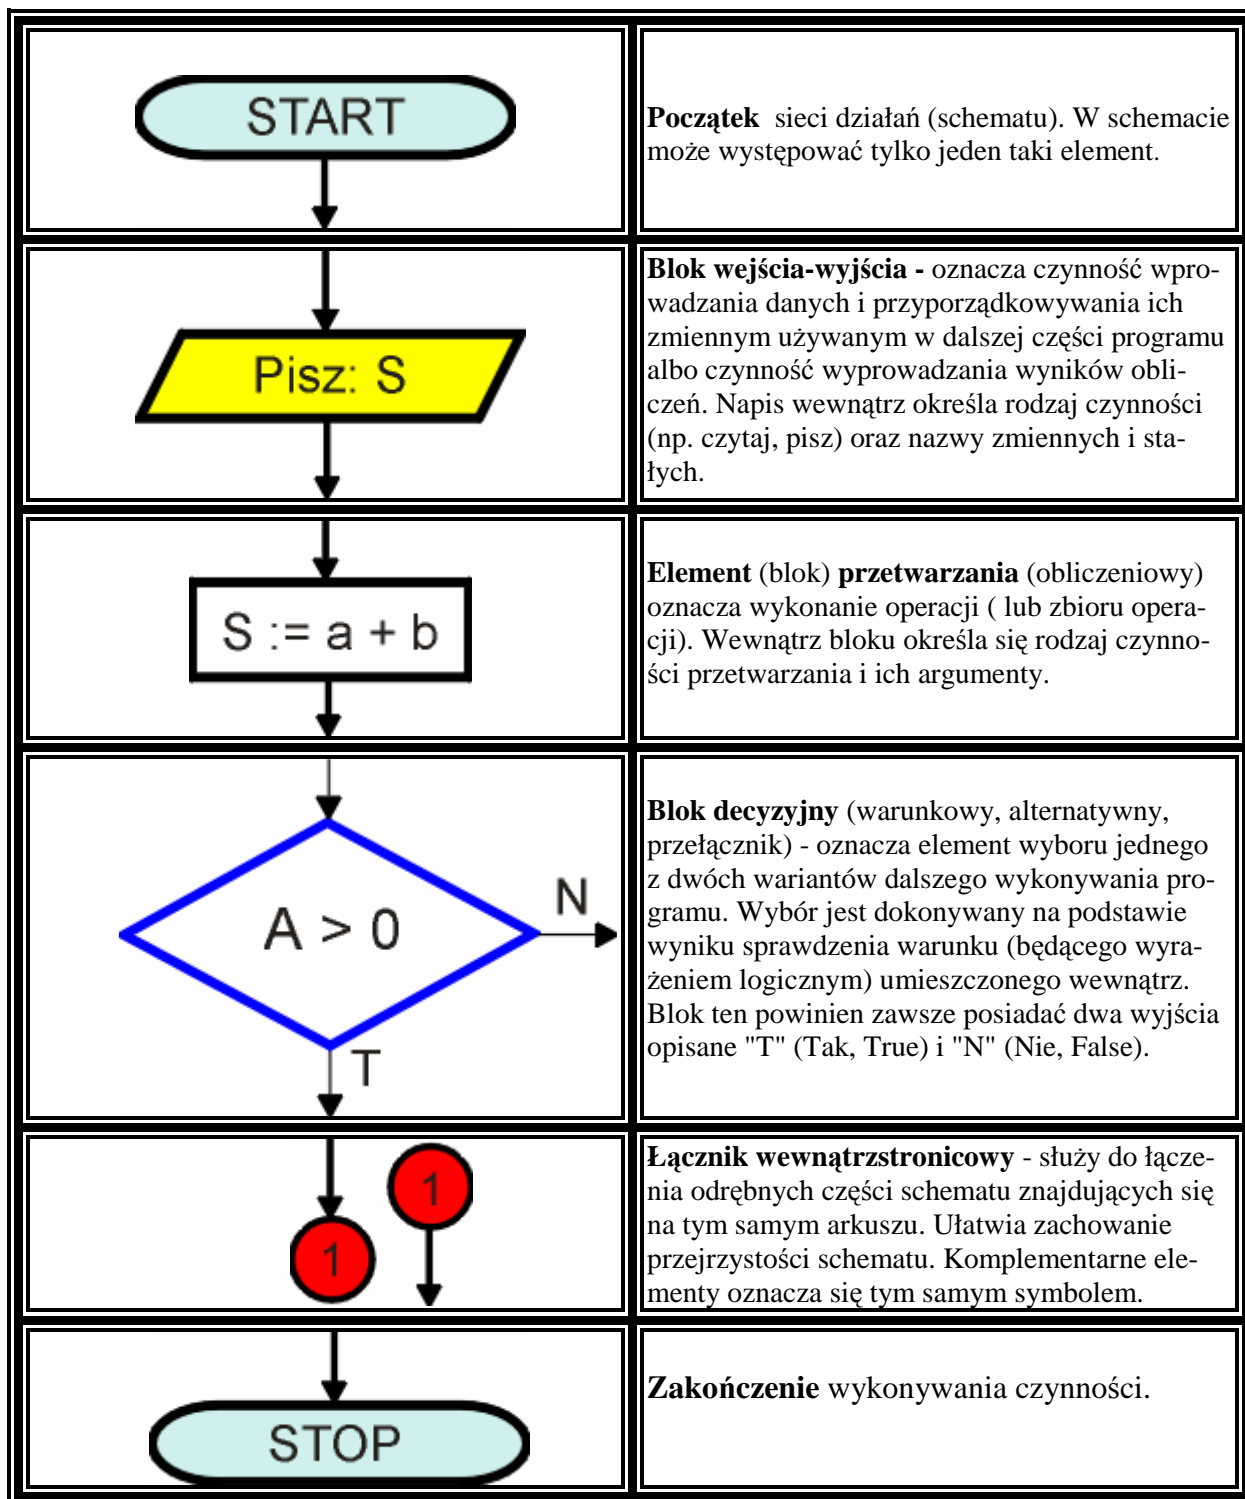 START
Początek sieci działań (schematu). W schemacie
może występować tylko jeden taki element.
Pisz: S
Blok wejścia-wyjścia - oznacza czynność wpro-
wadzania danych i przyporządkowywania ich
zmiennym używanym w dalszej części programu
albo czynność wyprowadzania wyników obli-
czeń. Napis wewnątrz określa rodzaj czynności
(np. czytaj, pisz) oraz nazwy zmiennych i sta-
łych.
S := a + b
Element (blok) przetwarzania (obliczeniowy)
oznacza wykonanie operacji ( lub zbioru opera-
cji). Wewnątrz bloku określa się rodzaj czynno-
ści przetwarzania i ich argumenty.
A > 0
N
T
Blok decyzyjny (warunkowy, alternatywny,
przełącznik) - oznacza element wyboru jednego
z dwóch wariantów dalszego wykonywania pro-
gramu. Wybór jest dokonywany na podstawie
wyniku sprawdzenia warunku (będącego wyra-
żeniem logicznym) umieszczonego wewnątrz.
Blok ten powinien zawsze posiadać dwa wyjścia
opisane "T" (Tak, True) i "N" (Nie, False).
1
1
Łącznik wewnątrzstronicowy - służy do łącze-
nia odrębnych części schematu znajdujących się
na tym samym arkuszu. Ułatwia zachowanie
przejrzystości schematu. Komplementarne ele-
menty oznacza się tym samym symbolem.
STOP
Zakończenie wykonywania czynności.